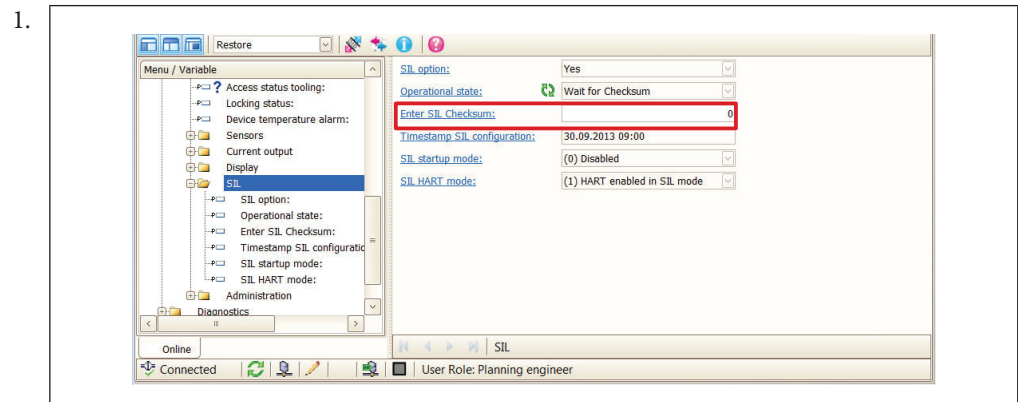 1.
Restore
Menu / Variable
Access status tooling:
Locking status:
Device temperature alarm:
Sensors
Current output
Display
SIL
SIL option:
Operational state:
Enter SIL Checksum:
Timestamp SIL configuratic
SIL startup mode:
SIL HART mode:
Administration
Diagnostics
Online
SIL option: Yes
Operational state: Wait for Checksum
Enter SIL Checksum: 0
Timestamp SIL configuration: 30.09.2013 09:00
SIL startup mode: (0) Disabled
SIL HART mode: (1) HART enabled in SIL mode
SIL
Connected User Role: Planning engineer